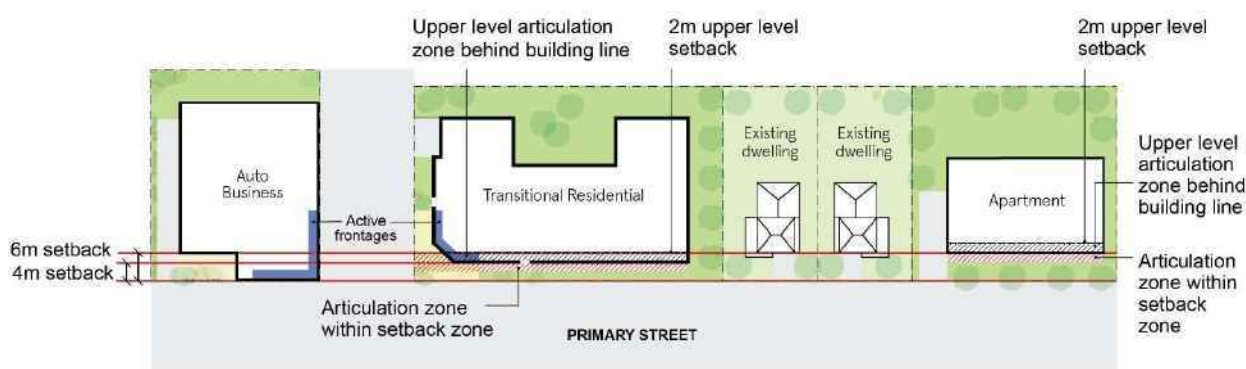 Upper level articulation
zone behind building line
2m upper level
setback
2m upper level
setback
Existing
dwelling
Existing
dwelling
Auto
Business
Transitional Residential
Apartment
Upper level
articulation
zone behind
building line
Active
frontages
6m setback
4m setback
Articulation zone
within setback zone
Articulation
zone within
setback
zone
PRIMARY STREET